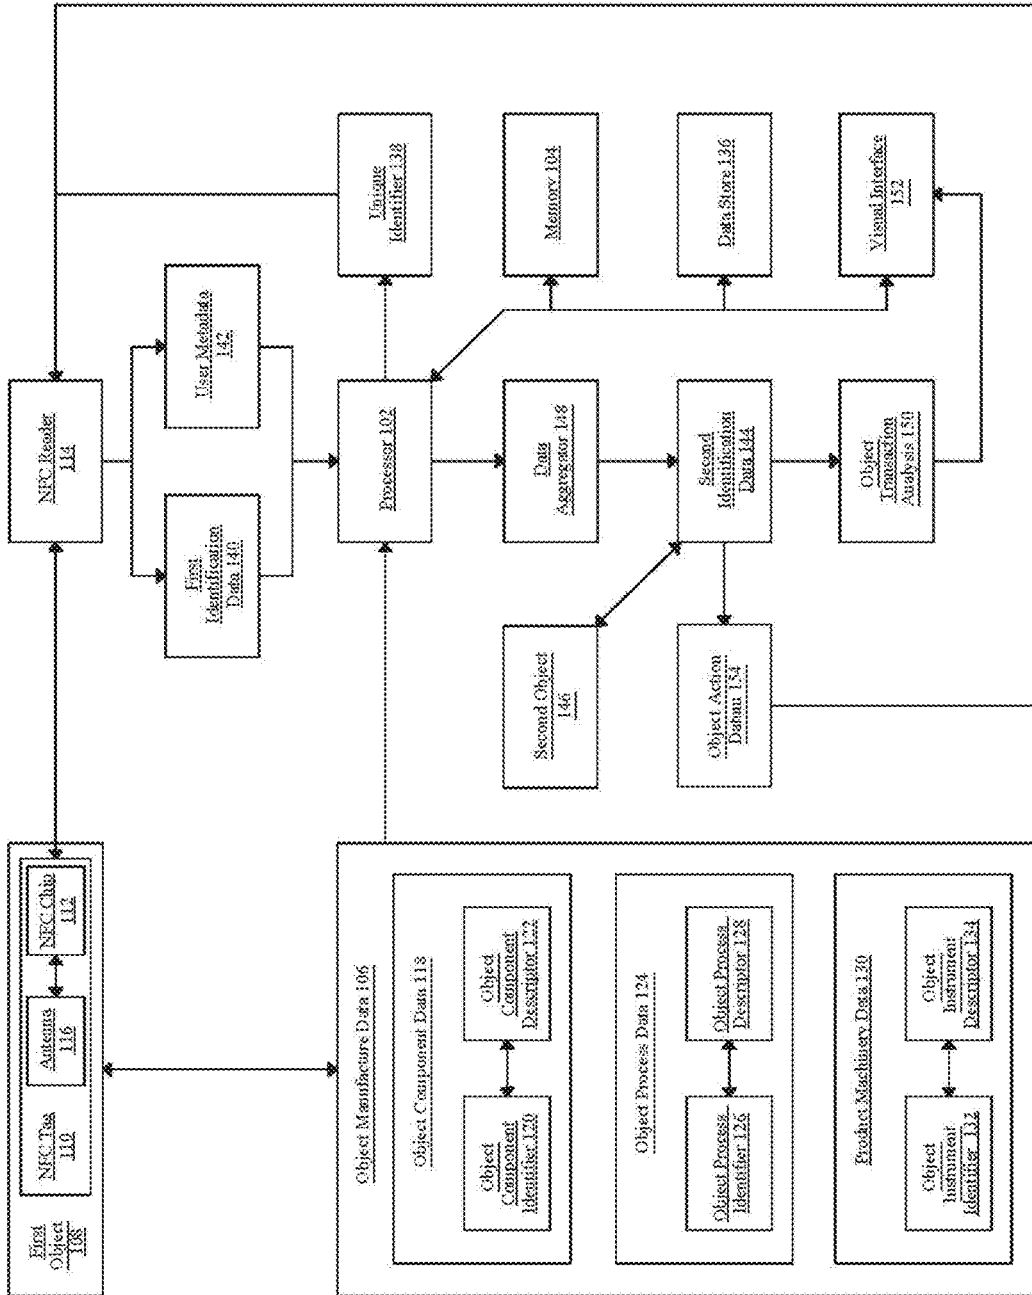 First
Object
108
NFC Tag
110
Antenna
116
NFC Chip
112
NFC Reader
114
First
Identification
Data 140
User Metadata
142
Unique
Identifier 138
Processor 102
Memory 104
Data
Aggregator 148
Second Object
146
Second
Identification
Data 144
Data Store 136
Object Action
Datum 154
Object
Transaction
Analysis 150
Visual Interface
152
Object Manufacture Data 106
Object Component Data 118
Object
Component
Identifier 120
Object
Component
Descriptor 122
Object Process Data 124
Object Process
Identifier 126
Object Process
Descriptor 128
Product Machinery Data 130
Object
Instrument
Identifier 132
Object
Instrument
Descriptor 134